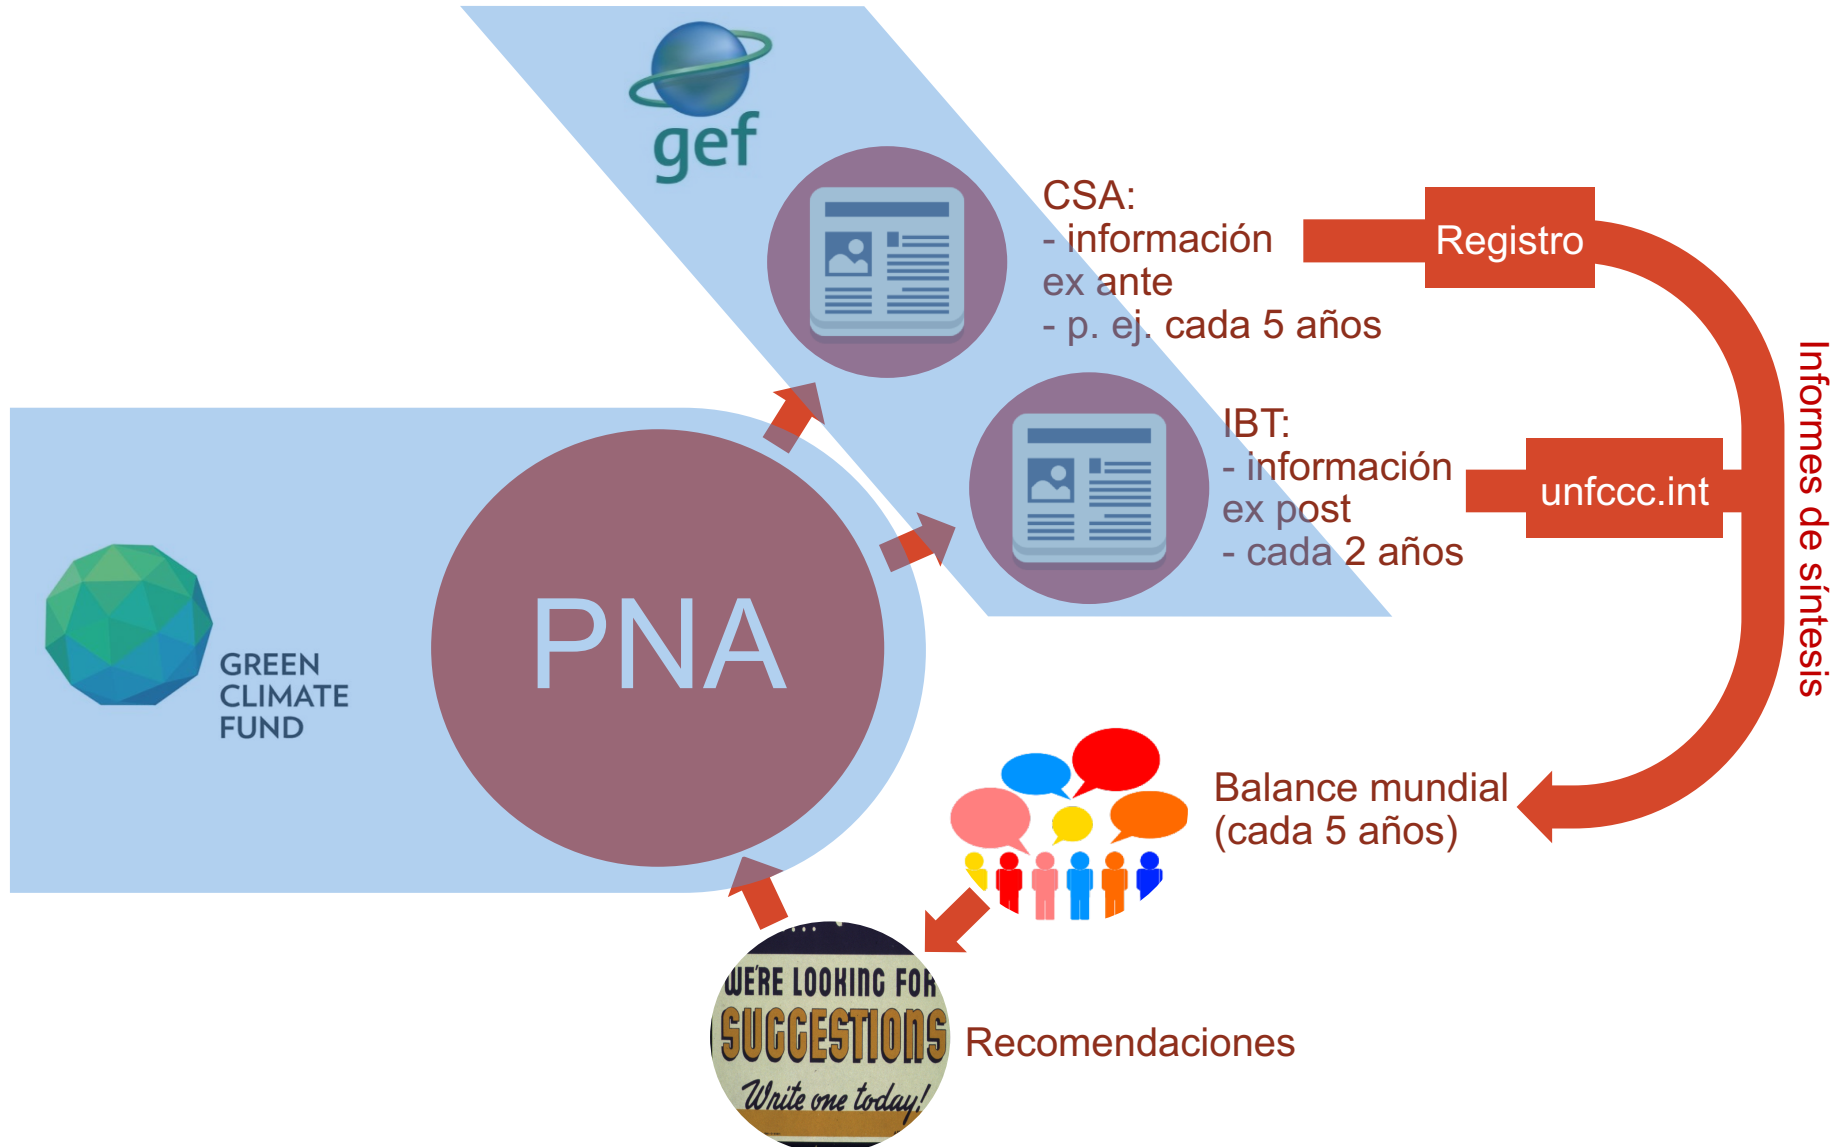 gef
CSA:
- información
ex ante
- p. ej. cada 5 años
Registro
IBT:
- información
ex post
- cada 2 años
unfccc.int
Informes de síntesis
GREEN
CLIMATE
FUND
PNA
Balance mundial
(cada 5 años)
WE'RE LOOKING FOR
SUGGESTIONS
Write one today!
Recomendaciones